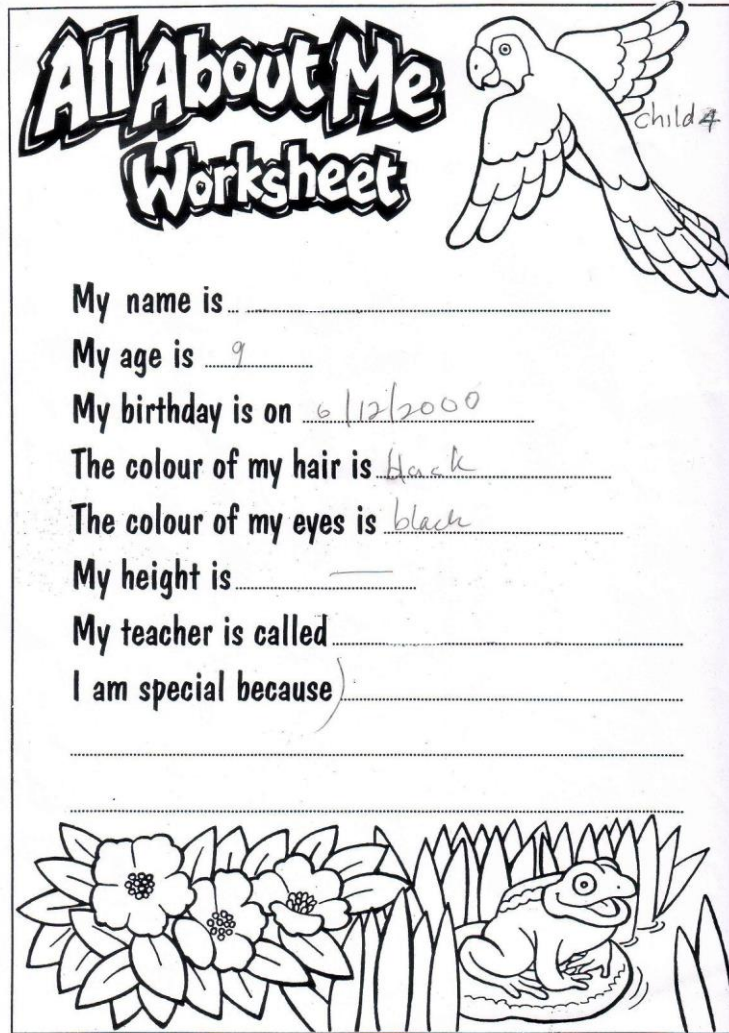 All About Me
Worksheet
child 4
My name is
My age is 9
My birthday is on 6/12/2000
The colour of my hair is black
The colour of my eyes is black
My height is —
My teacher is called
I am special because )